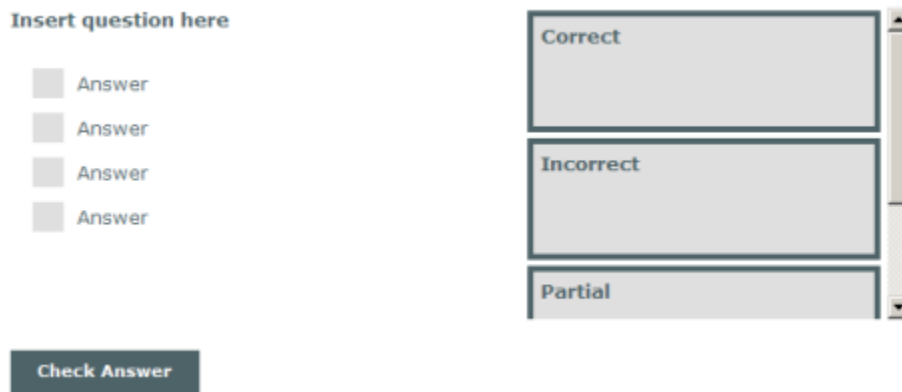 Insert question here
Answer
Answer
Answer
Answer
Check Answer
Correct
Incorrect
Partial